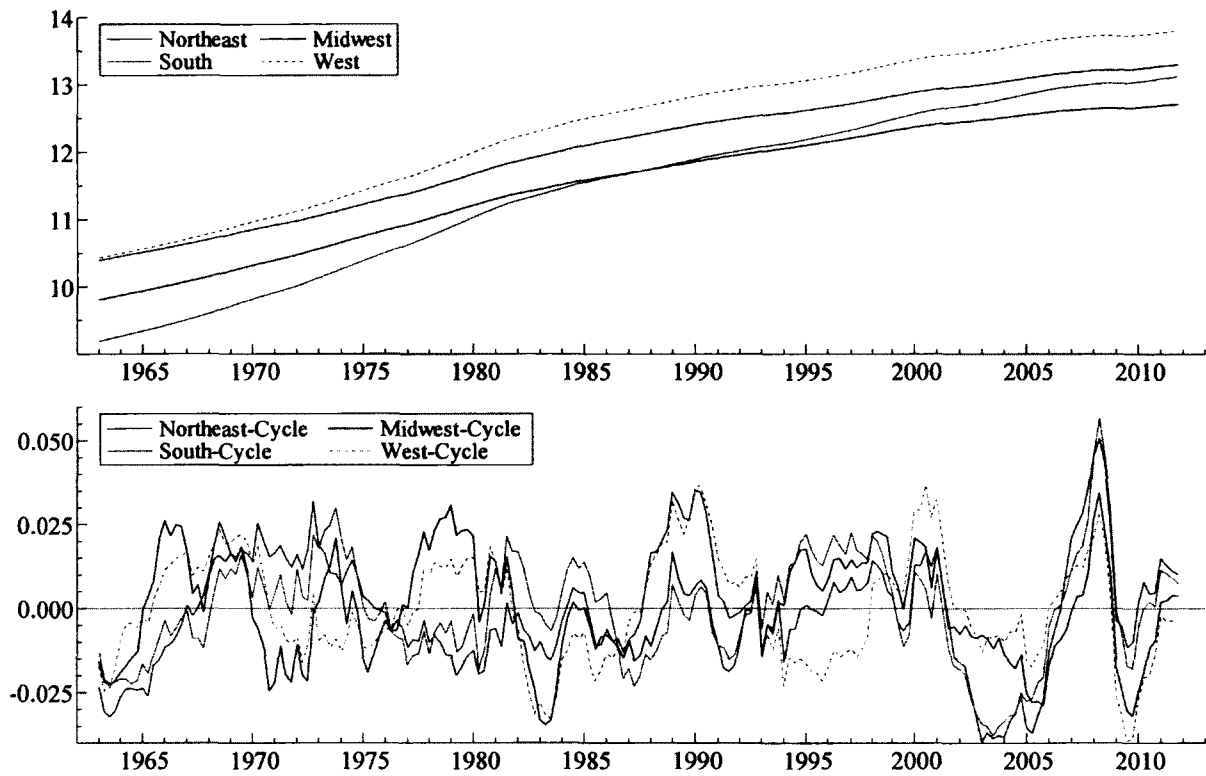 14
Northeast Midwest
South West
13
12
11
10
1965 1970 1975 1980 1985 1990 1995 2000 2005 2010
Northeast-Cycle Midwest-Cycle
South-Cycle West-Cycle
0.050
0.025
0.000
-0.025
1965 1970 1975 1980 1985 1990 1995 2000 2005 2010